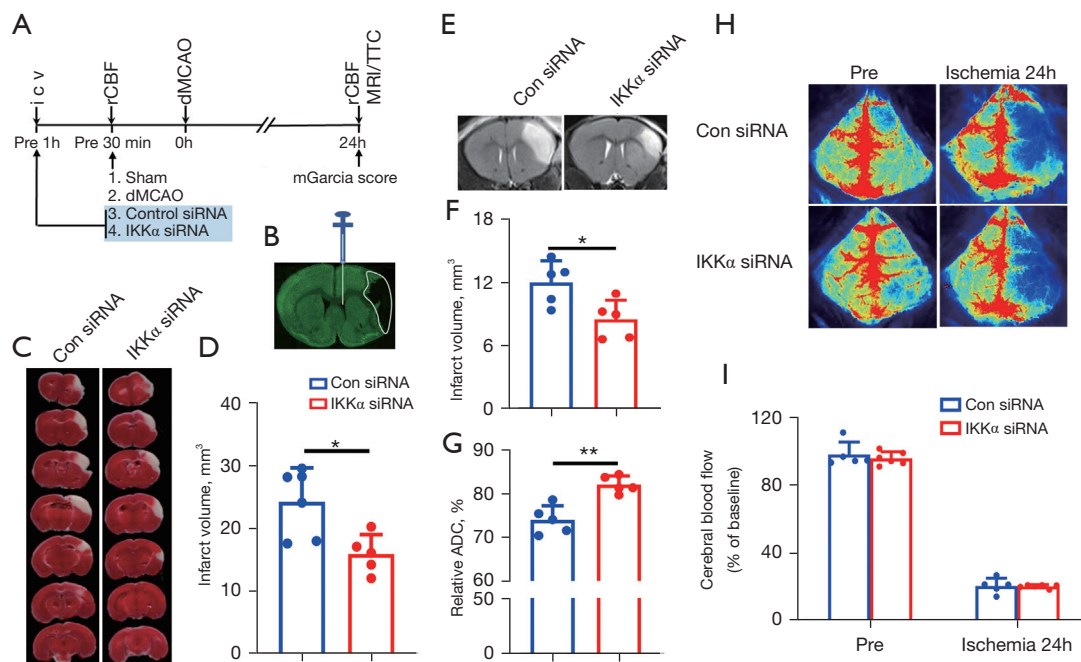 A
i c v
rCBF
dMCAO
rCBF
MRI/TTC
Pre 1h
Pre 30 min
0h
24h
1. Sham
2. dMCAO
3. Control siRNA
4. IKKα siRNA
mGarcia score
B
C
Con siRNA
IKKα siRNA
D
Con siRNA
IKKα siRNA
Infarct volume, mm³
40
30
20
10
0
*
E
Con siRNA
IKKα siRNA
F
Infarct volume, mm³
18
12
6
0
*
G
Relative ADC, %
90
80
70
60
50
0
**
H
Pre
Ischemia 24h
Con siRNA
IKKα siRNA
I
Con siRNA
IKKα siRNA
Cerebral blood flow
(% of baseline)
120
80
40
0
Pre
Ischemia 24h